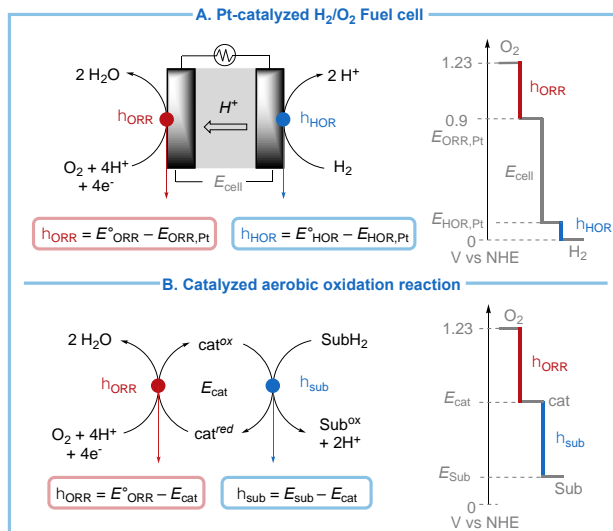 A. Pt-catalyzed H₂/O₂ Fuel cell
2 H₂O
2 H⁺
hORR
H⁺
hHOR
O₂ + 4H⁺
+ 4e⁻
H₂
Ecell
hORR = E°ORR − EORR,Pt
hHOR = E°HOR − EHOR,Pt
1.23
O₂
hORR
0.9
EORR,Pt
Ecell
EHOR,Pt
hHOR
0
H₂
V vs NHE
B. Catalyzed aerobic oxidation reaction
2 H₂O
catᵒˣ
SubH₂
hORR
Ecat
hsub
O₂ + 4H⁺
+ 4e⁻
catʳᵉᵈ
Subᵒˣ
+ 2H⁺
hORR = E°ORR − Ecat
hsub = Esub − Ecat
O₂
1.23
hORR
Ecat
cat
hsub
ESub
Sub
0
V vs NHE